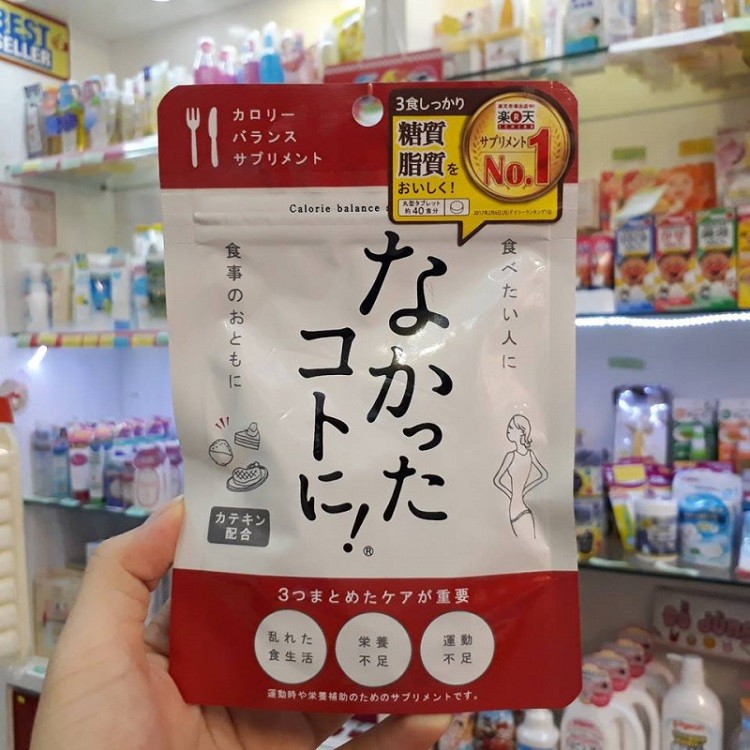 BEST
SELLER
カロリー
バランス
サプリメント
3食しっかり
糖質
脂質を
おいしく!
丸型タブレット
約40食分
楽天
サプリメント
No.1
Calorie balance
食べたい人に
なかった
コトに!®
食事のおともに
カテキン
配合
3つまとめたケアが重要
乱れた
食生活
栄養
不足
運動
不足
運動時や栄養補助のためのサプリメントです。